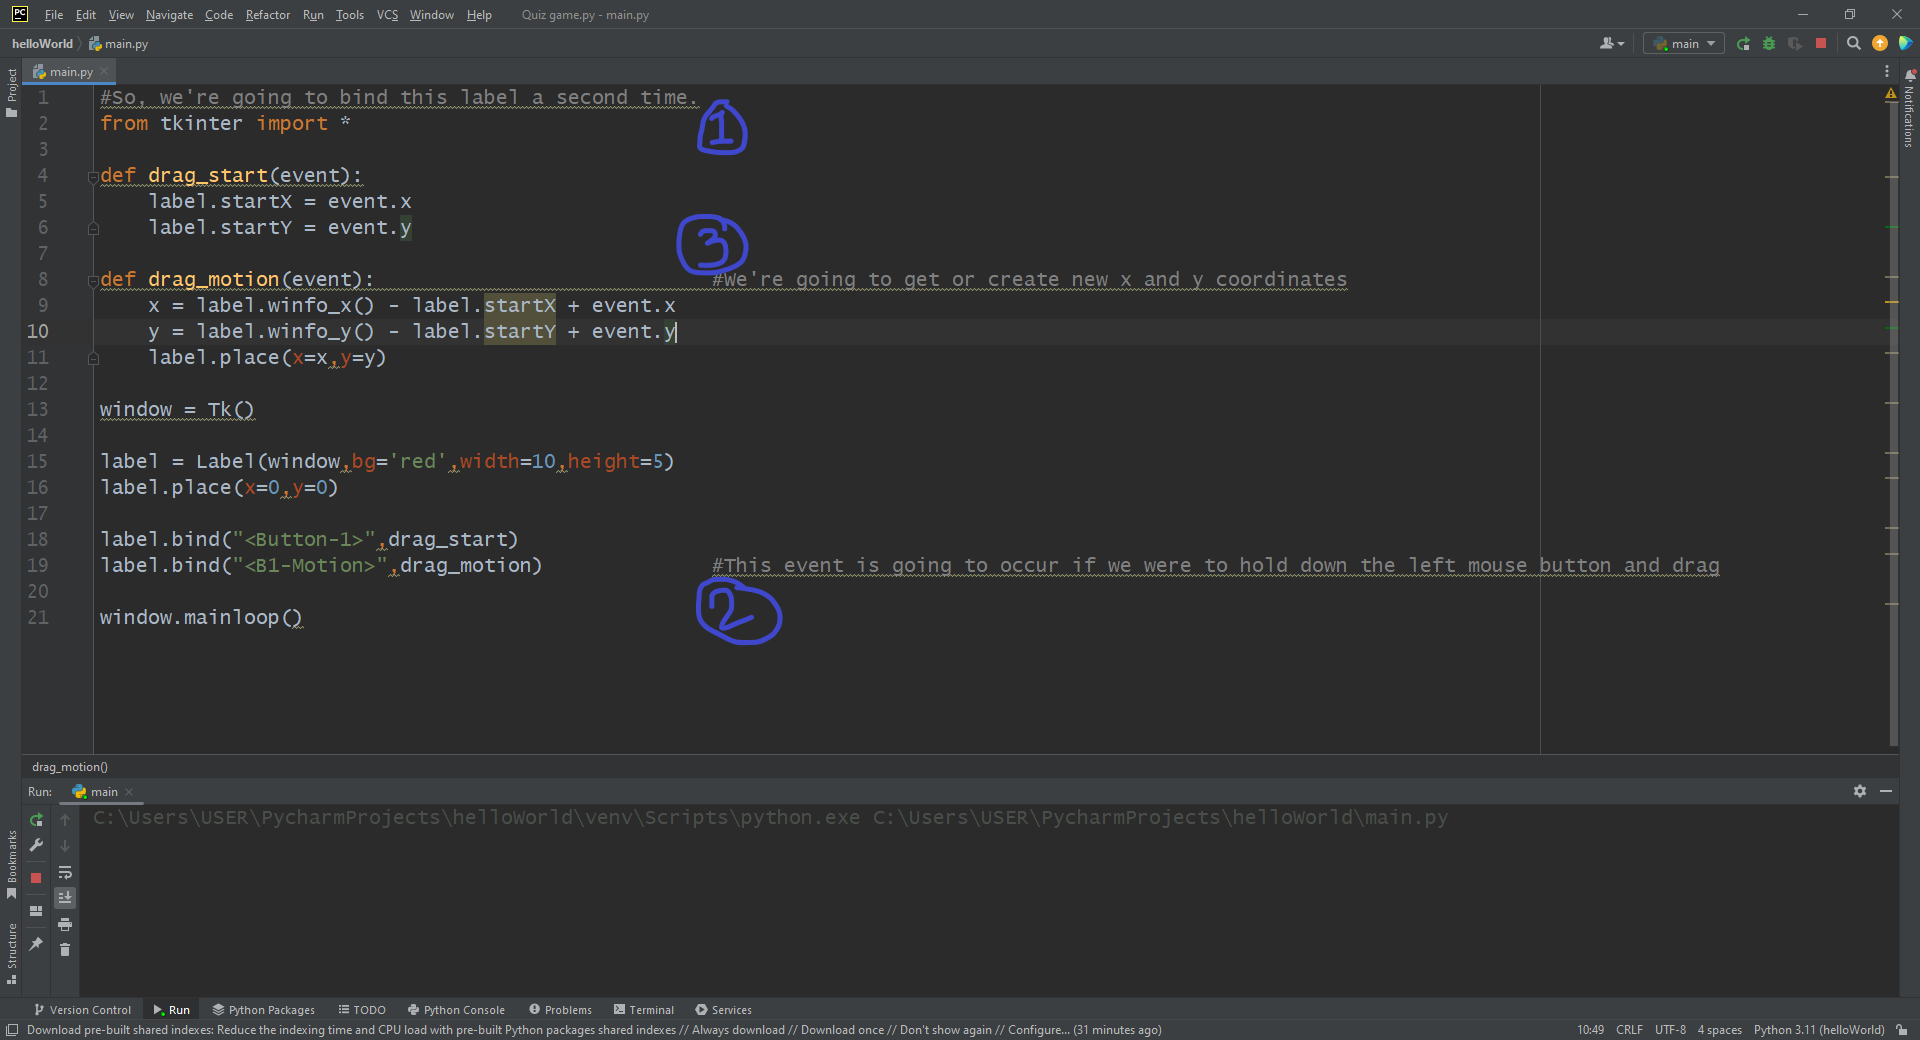 File Edit View Navigate Code Refactor Run Tools VCS Window Help Quiz game.py - main.py
helloWorld main.py main
main.py
Project
Notifications
1 #So, we're going to bind this label a second time.
1
2 from tkinter import *
3
4 def drag_start(event):
5 label.startX = event.x
6 label.startY = event.y
3
7
8 def drag_motion(event): #We're going to get or create new x and y coordinates
9 x = label.winfo_x() - label.startX + event.x
10 y = label.winfo_y() - label.startY + event.y
11 label.place(x=x,y=y)
12
13 window = Tk()
14
15 label = Label(window,bg='red',width=10,height=5)
16 label.place(x=0,y=0)
17
18 label.bind("<Button-1>",drag_start)
19 label.bind("<B1-Motion>",drag_motion) #This event is going to occur if we were to hold down the left mouse button and drag
20
2
21 window.mainloop()
drag_motion()
Run: main
C:\Users\USER\PycharmProjects\helloWorld\venv\Scripts\python.exe C:\Users\USER\PycharmProjects\helloWorld\main.py
Bookmarks
Structure
Version Control Run Python Packages TODO Python Console Problems Terminal Services
Download pre-built shared indexes: Reduce the indexing time and CPU load with pre-built Python packages shared indexes // Always download // Download once // Don't show again // Configure... (31 minutes ago) 10:49 CRLF UTF-8 4 spaces Python 3.11 (helloWorld)